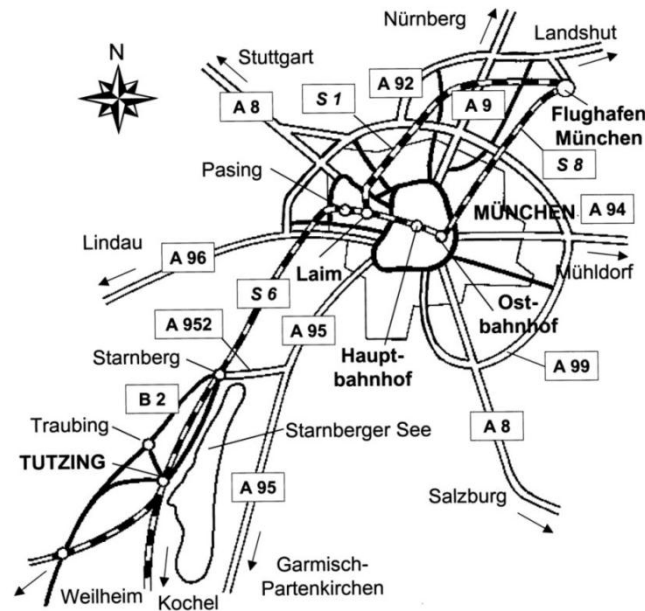 Nürnberg
Landshut
N
Stuttgart
A 92
S 1
A 9
A 8
Flughafen
München
S 8
Pasing
MÜNCHEN
A 94
Lindau
A 96
Laim
Mühldorf
S 6
Ost-
bahnhof
A 952
A 95
Haupt-
bahnhof
A 99
Starnberg
B 2
Traubing
Starnberger See
A 8
TUTZING
A 95
Salzburg
Garmisch-
Partenkirchen
Weilheim
Kochel